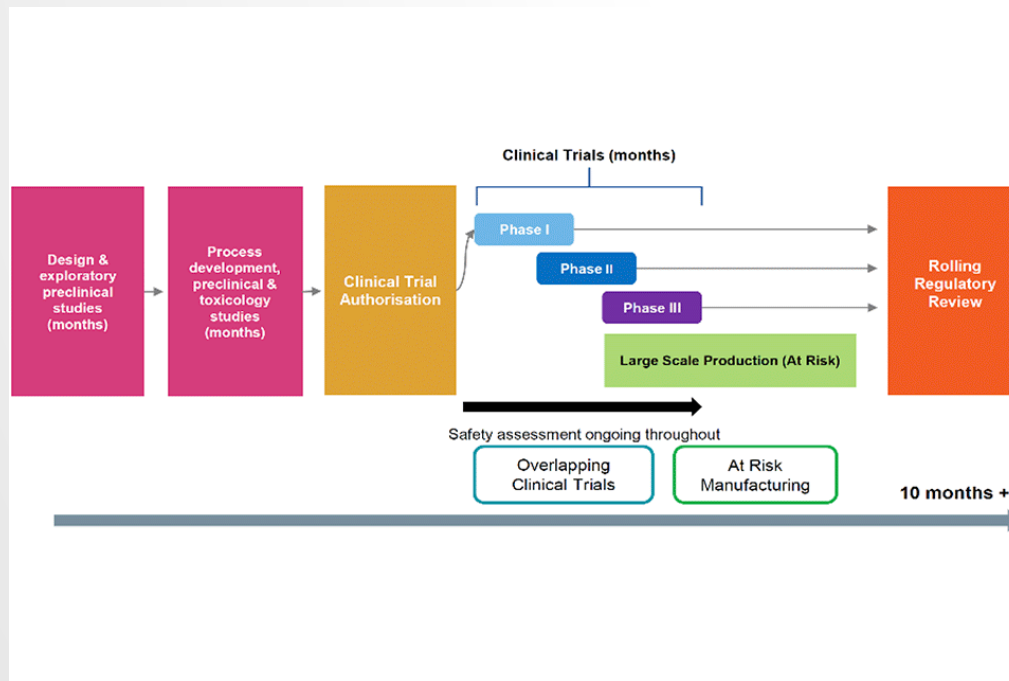 Clinical Trials (months)
Design &
exploratory
preclinical
studies
(months)
Process
development,
preclinical &
toxicology
studies
(months)
Clinical Trial
Authorisation
Phase I
Phase II
Phase III
Large Scale Production (At Risk)
Rolling
Regulatory
Review
Safety assessment ongoing throughout
Overlapping
Clinical Trials
At Risk
Manufacturing
10 months +